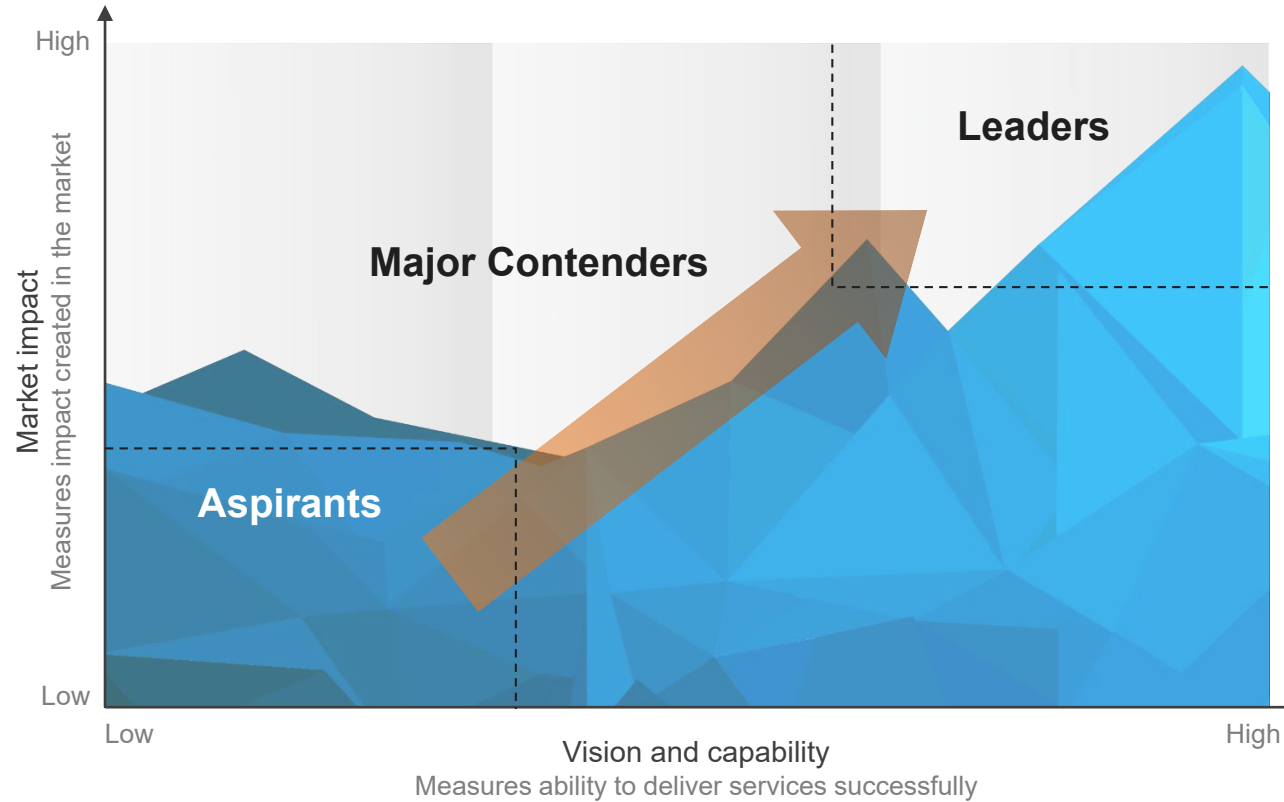 High
Leaders
Major Contenders
Market impact
Measures impact created in the market
Aspirants
Low
Low
High
Vision and capability
Measures ability to deliver services successfully